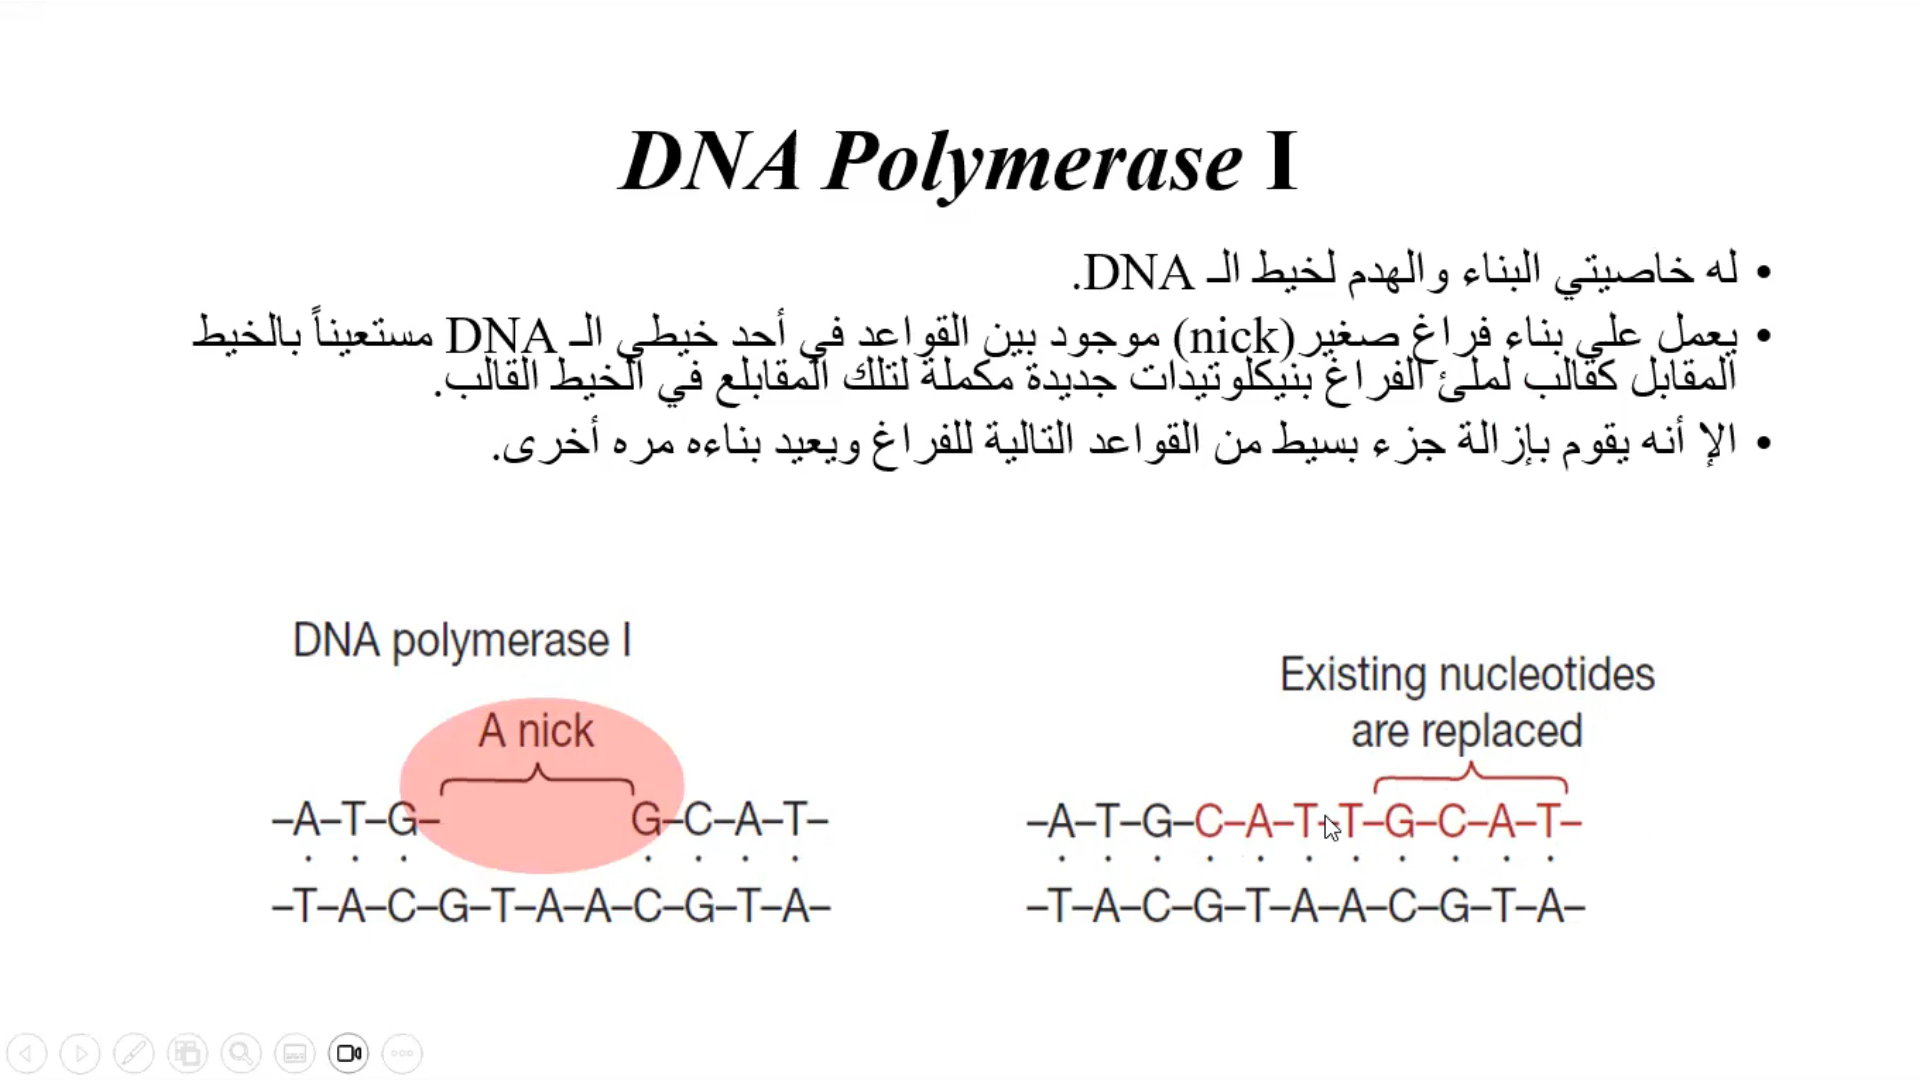 DNA Polymerase I
• له خاصيتي البناء والهدم لخيط الـ DNA.
• يعمل علي بناء فراغ صغير(nick) موجود بين القواعد في أحد خيطي الـ DNA مستعيناً بالخيط
المقابل كقالب لملئ الفراغ بنيكلوتيدات جديدة مكملة لتلك المقابلع في الخيط القالب.
• الإ أنه يقوم بإزالة جزء بسيط من القواعد التالية للفراغ ويعيد بناءه مره أخرى.
DNA polymerase I
A nick
–A–T–G– G–C–A–T–
–T–A–C–G–T–A–A–C–G–T–A–
Existing nucleotides
are replaced
–A–T–G–C–A–T–T–G–C–A–T–
–T–A–C–G–T–A–A–C–G–T–A–